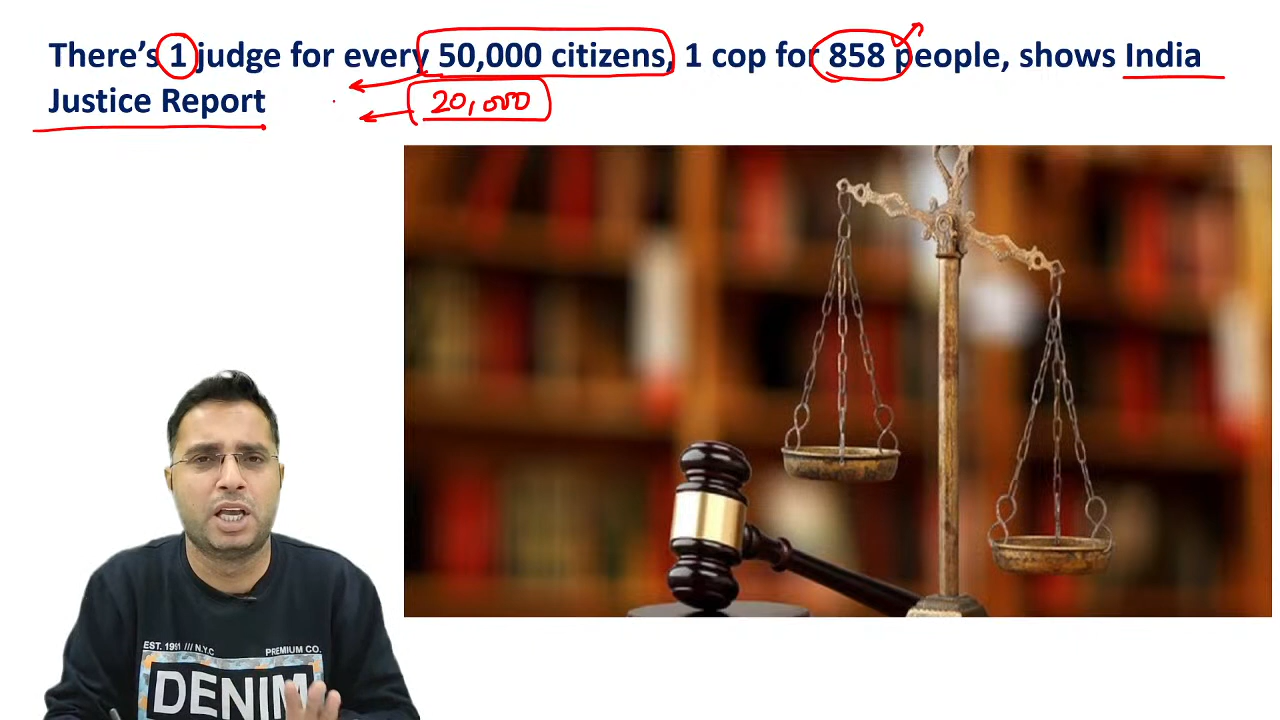 There’s 1 judge for every 50,000 citizens, 1 cop for 858 people, shows India
Justice Report
20,000
EST. 1991 /// N.Y.C
PREMIUM CO.
DENIM